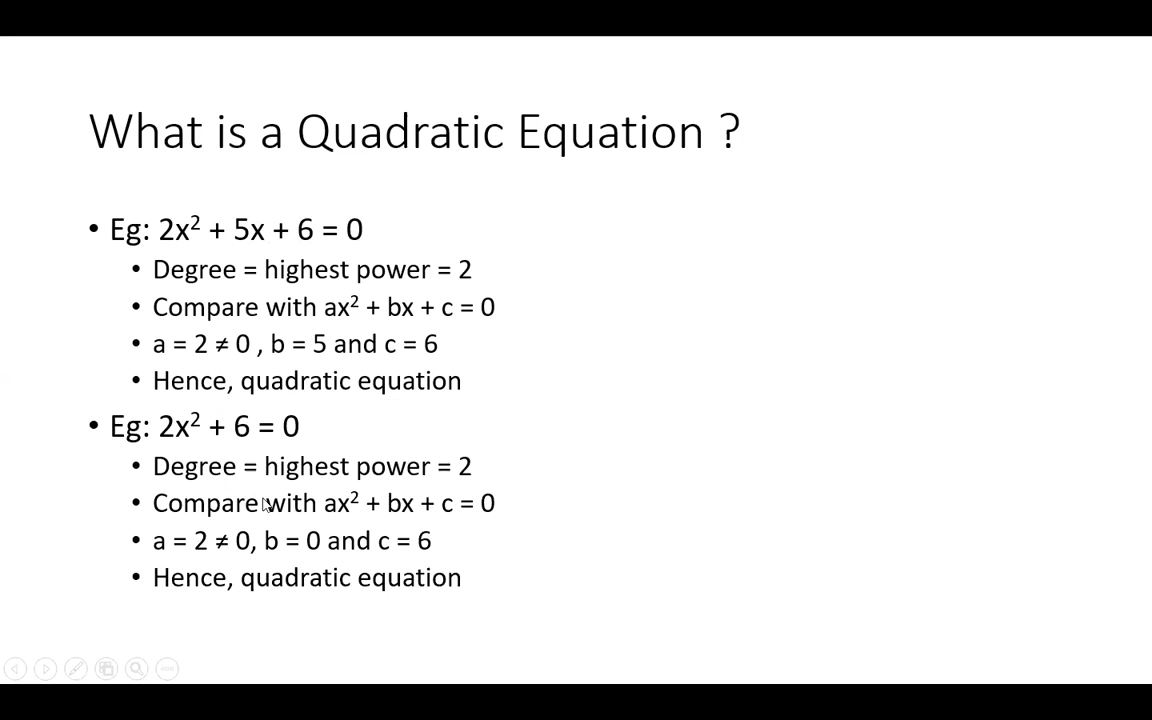 What is a Quadratic Equation ?
• Eg: 2x² + 5x + 6 = 0
• Degree = highest power = 2
• Compare with ax² + bx + c = 0
• a = 2 ≠ 0 , b = 5 and c = 6
• Hence, quadratic equation
• Eg: 2x² + 6 = 0
• Degree = highest power = 2
• Compare with ax² + bx + c = 0
• a = 2 ≠ 0, b = 0 and c = 6
• Hence, quadratic equation